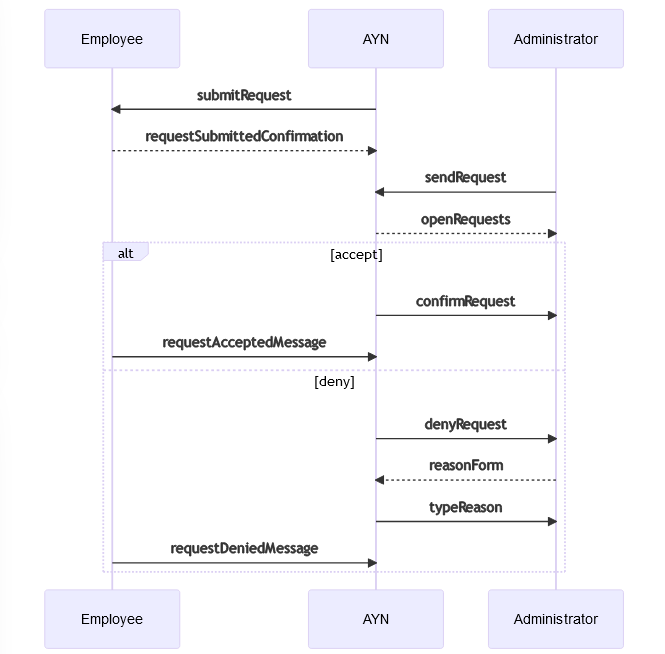 Employee
AYN
Administrator
submitRequest
requestSubmittedConfirmation
sendRequest
openRequests
alt
[accept]
confirmRequest
requestAcceptedMessage
[deny]
denyRequest
reasonForm
typeReason
requestDeniedMessage
Employee
AYN
Administrator